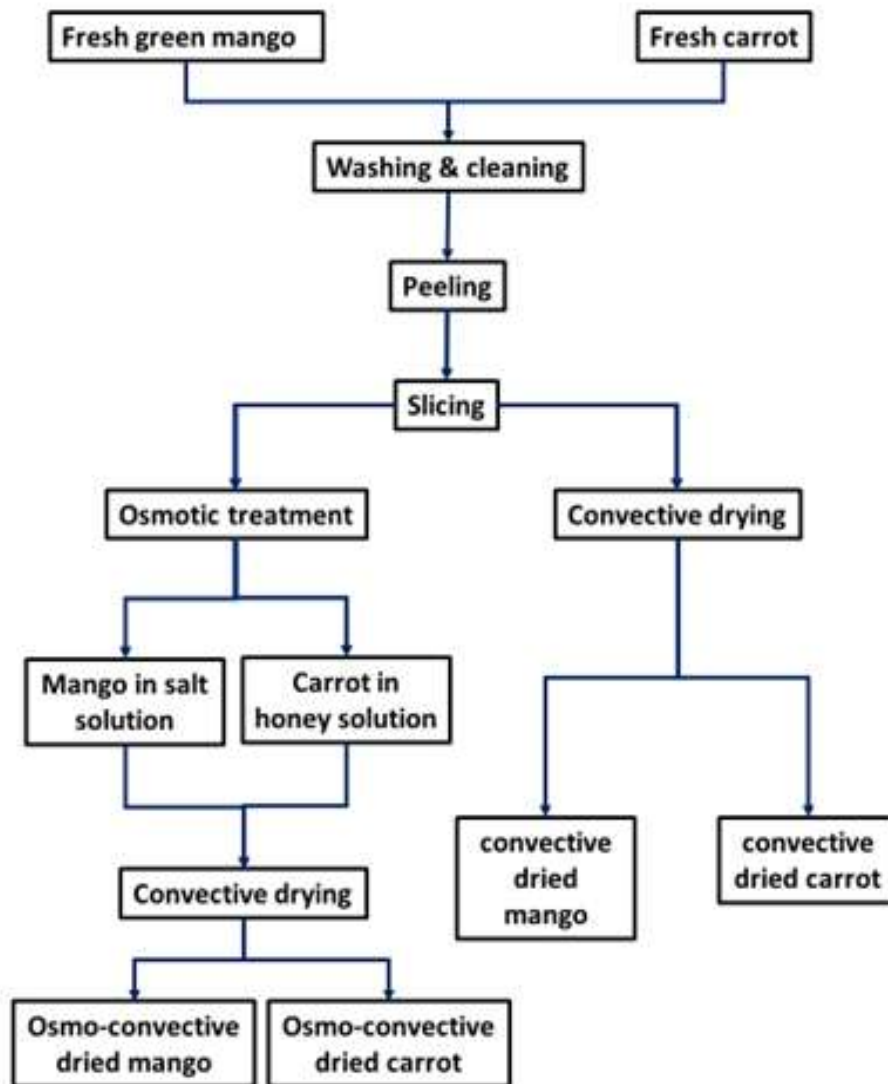 Fresh green mango
Fresh carrot
Washing & cleaning
Peeling
Slicing
Osmotic treatment
Convective drying
Mango in salt
solution
Carrot in
honey solution
convective
dried
mango
convective
dried carrot
Convective drying
Osmo-convective
dried mango
Osmo-convective
dried carrot